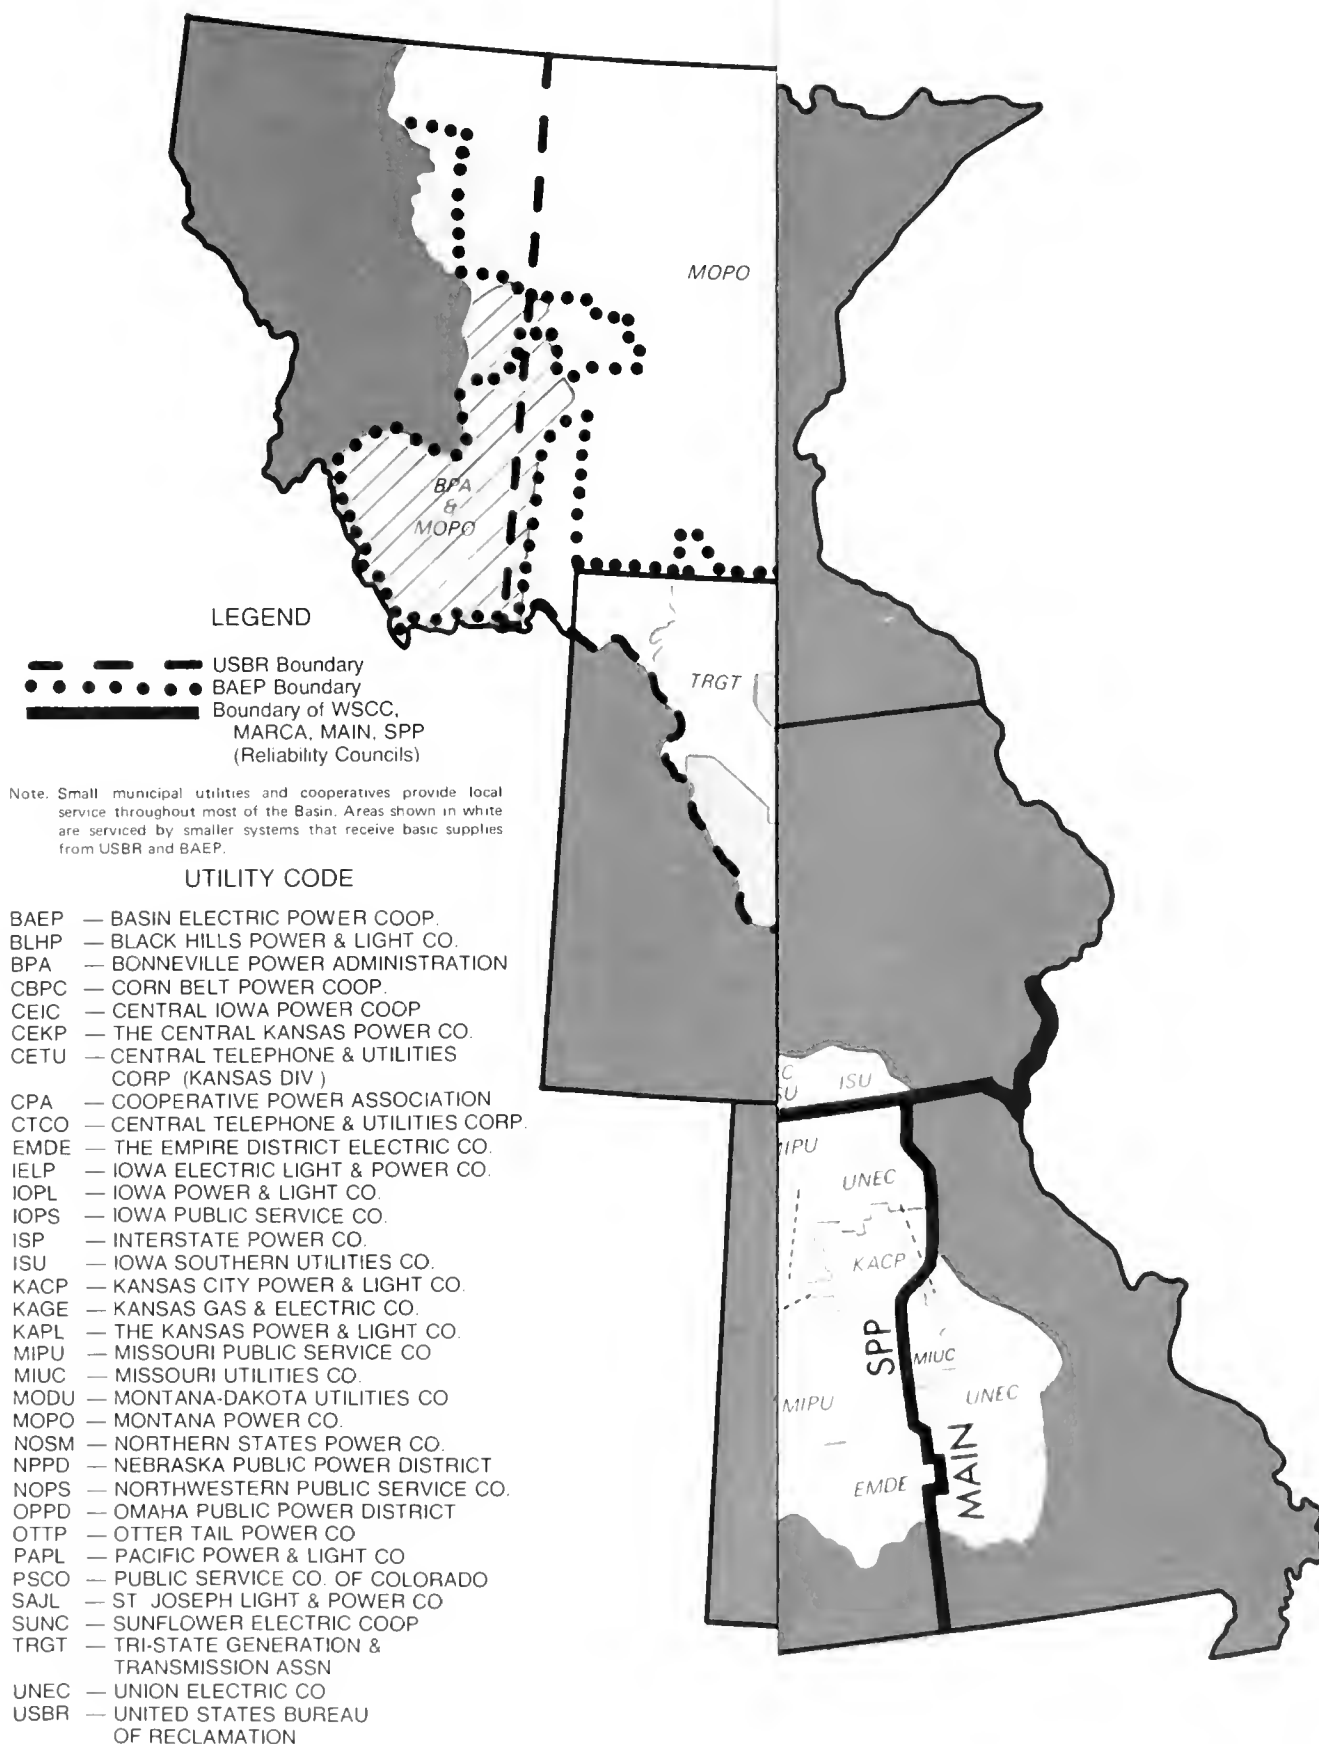 MOPO
BPA
&
MOPO
TRGT
LEGEND
USBR Boundary
BAEP Boundary
Boundary of WSCC,
MARCA, MAIN, SPP
(Reliability Councils)
Note. Small municipal utilities and cooperatives provide local
service throughout most of the Basin. Areas shown in white
are serviced by smaller systems that receive basic supplies
from USBR and BAEP.
UTILITY CODE
BAEP — BASIN ELECTRIC POWER COOP.
BLHP — BLACK HILLS POWER & LIGHT CO.
BPA — BONNEVILLE POWER ADMINISTRATION
CBPC — CORN BELT POWER COOP.
CEIC — CENTRAL IOWA POWER COOP
CEKP — THE CENTRAL KANSAS POWER CO.
CETU — CENTRAL TELEPHONE & UTILITIES
CORP (KANSAS DIV)
CPA — COOPERATIVE POWER ASSOCIATION
CTCO — CENTRAL TELEPHONE & UTILITIES CORP.
EMDE — THE EMPIRE DISTRICT ELECTRIC CO.
IELP — IOWA ELECTRIC LIGHT & POWER CO.
IOPL — IOWA POWER & LIGHT CO.
IOPS — IOWA PUBLIC SERVICE CO.
ISP — INTERSTATE POWER CO.
ISU — IOWA SOUTHERN UTILITIES CO.
KACP — KANSAS CITY POWER & LIGHT CO.
KAGE — KANSAS GAS & ELECTRIC CO.
KAPL — THE KANSAS POWER & LIGHT CO.
MIPU — MISSOURI PUBLIC SERVICE CO
MIUC — MISSOURI UTILITIES CO.
MODU — MONTANA-DAKOTA UTILITIES CO
MOPO — MONTANA POWER CO.
NOSM — NORTHERN STATES POWER CO.
NPPD — NEBRASKA PUBLIC POWER DISTRICT
NOPS — NORTHWESTERN PUBLIC SERVICE CO.
OPPD — OMAHA PUBLIC POWER DISTRICT
OTTP — OTTER TAIL POWER CO
PAPL — PACIFIC POWER & LIGHT CO
PSCO — PUBLIC SERVICE CO. OF COLORADO
SAJL — ST JOSEPH LIGHT & POWER CO
SUNC — SUNFLOWER ELECTRIC COOP
TRGT — TRI-STATE GENERATION &
TRANSMISSION ASSN
UNEC — UNION ELECTRIC CO
USBR — UNITED STATES BUREAU
OF RECLAMATION
ISU
UNEC
KACP
SPP
MIUC
MIPU
UNEC
MAIN
EMDE